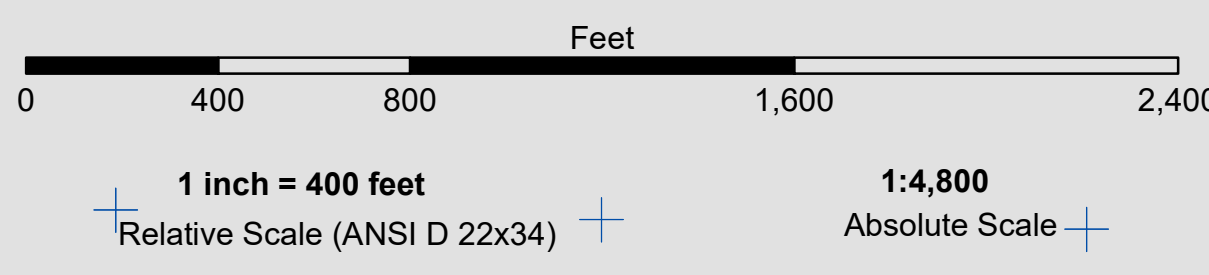 Feet
0 400 800 1,600 2,400
1 inch = 400 feet
Relative Scale (ANSI D 22x34)
1:4,800
Absolute Scale